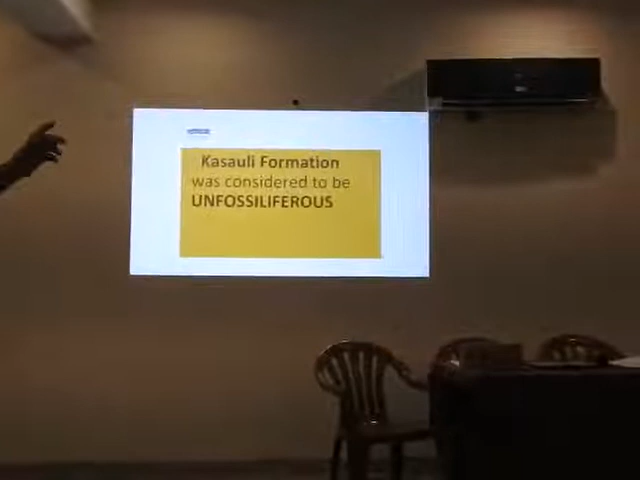 Kasauli Formation
was considered to be
UNFOSSILIFEROUS